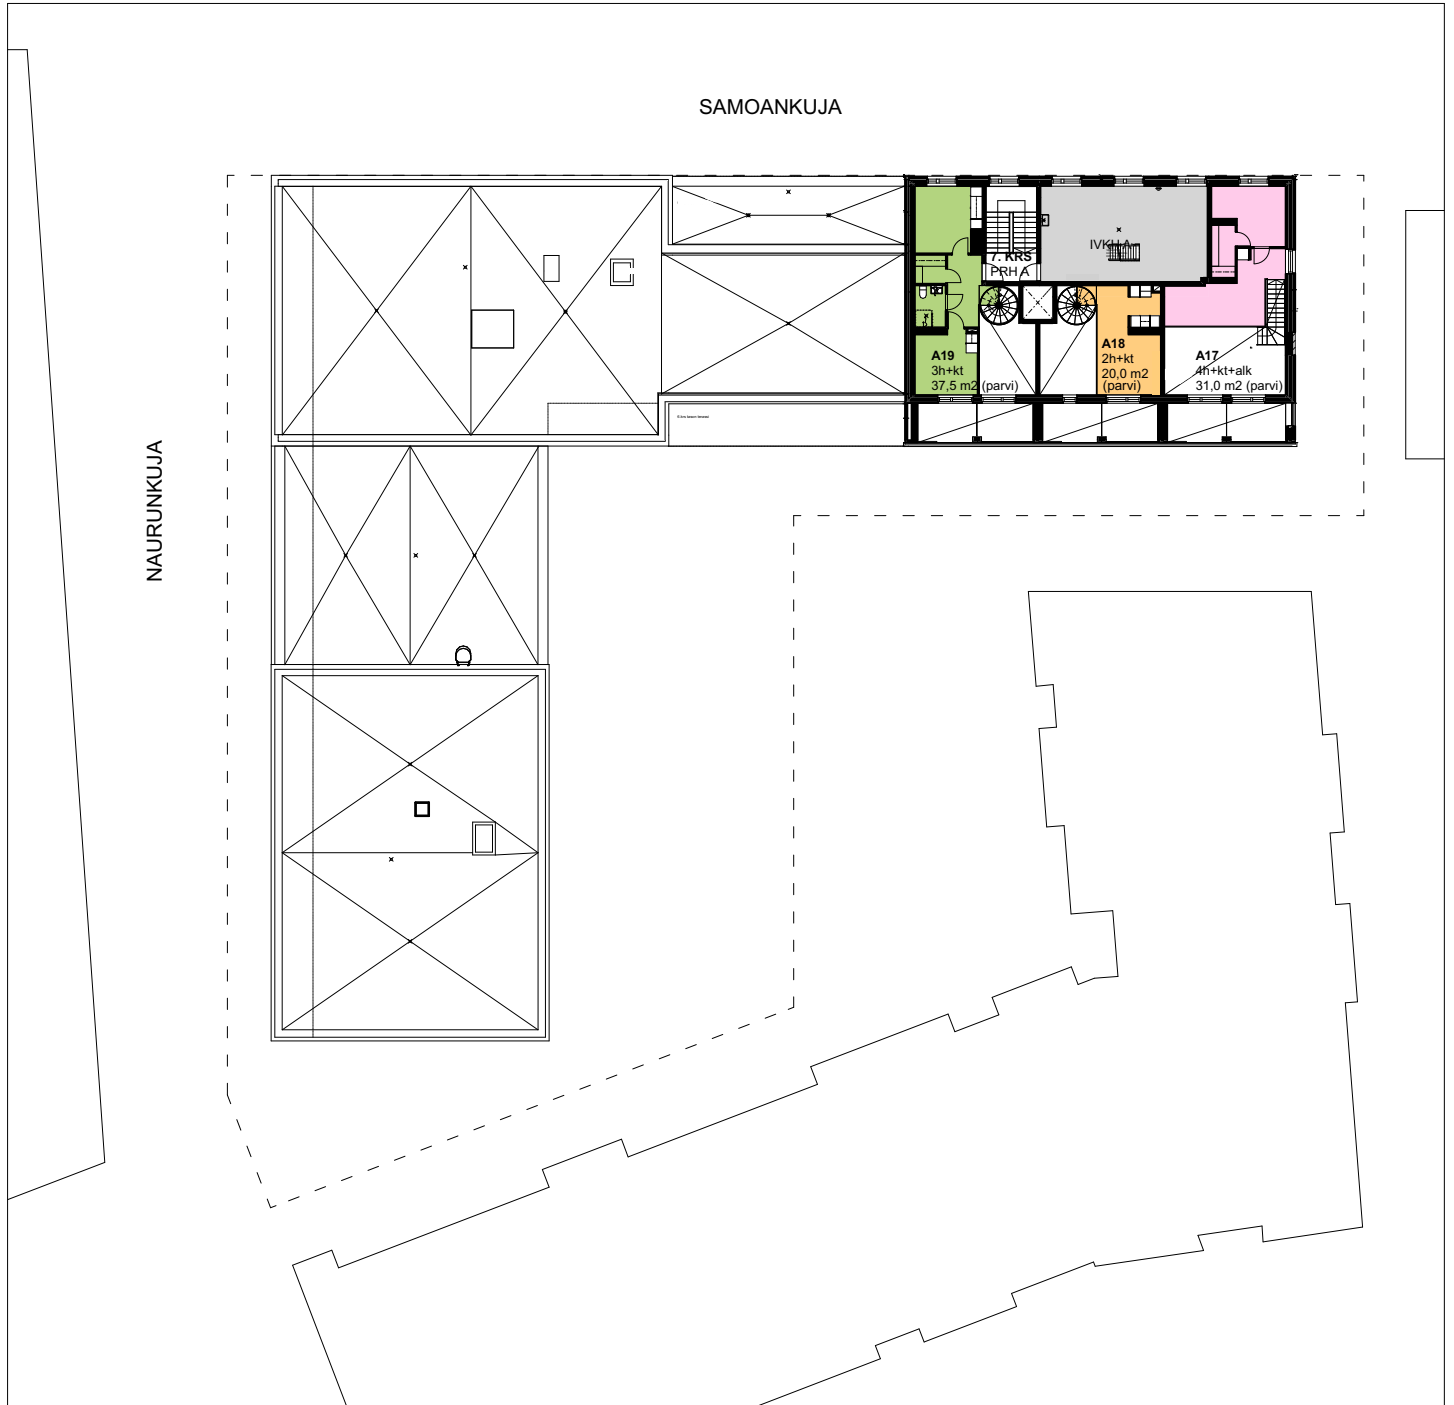 SAMOANKUJA
NAURUNKUJA
IVKH A
7. KRS
PRH A
A19
3h+kt
37,5 m2 (parvi)
A18
2h+kt
20,0 m2
(parvi)
A17
4h+kt+alk
31,0 m2 (parvi)